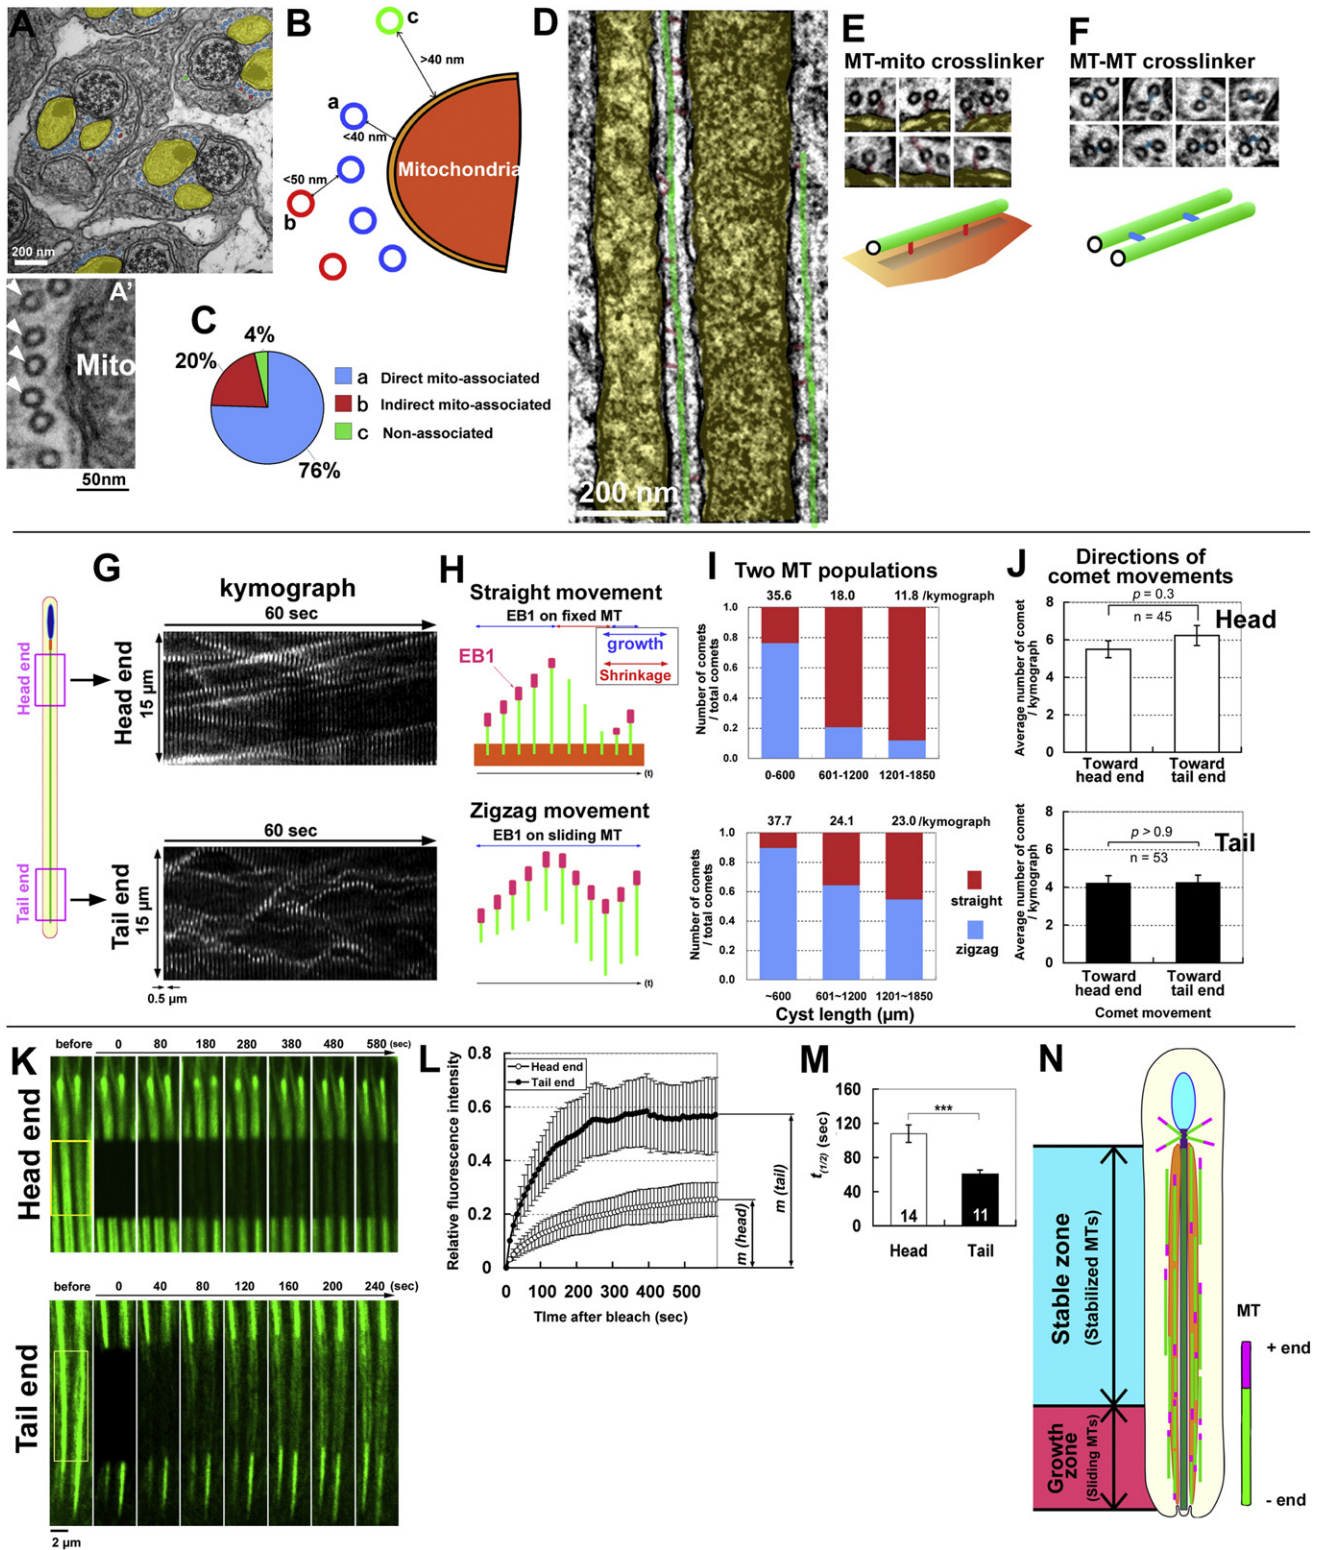 A
200 nm
A'
Mito
50nm
B
c
>40 nm
a
<40 nm
Mitochondria
<50 nm
b
C
4%
20%
76%
a Direct mito-associated
b Indirect mito-associated
c Non-associated
D
200 nm
E
MT-mito crosslinker
F
MT-MT crosslinker
G
kymograph
60 sec
Head end
Head end
15 µm
60 sec
Tail end
Tail end
15 µm
0.5 µm
H
Straight movement
EB1 on fixed MT
growth
Shrinkage
EB1
(t)
Zigzag movement
EB1 on sliding MT
(t)
I
Two MT populations
35.6 18.0 11.8 /kymograph
Number of comets
/ total comets
1.0
0.8
0.6
0.4
0.2
0.0
0-600 601-1200 1201-1850
37.7 24.1 23.0 /kymograph
Number of comets
/ total comets
1.0
0.8
0.6
0.4
0.2
0.0
straight
zigzag
~600 601~1200 1201~1850
Cyst length (µm)
J
Directions of
comet movements
Average number of comet
/ kymograph
8
6
4
2
0
p = 0.3
n = 45
Head
Toward
head end
Toward
tail end
Average number of comet
/ kymograph
8
6
4
2
0
p > 0.9
n = 53
Tail
Toward
head end
Toward
tail end
Comet movement
K
before 0 80 180 280 380 480 580 (sec)
Head end
before 0 40 80 120 160 200 240 (sec)
Tail end
2 µm
L
Relative fluorescence intensity
0.8
0.6
0.4
0.2
0
Head end
Tail end
m (head)
m (tail)
0 100 200 300 400 500
TIme after bleach (sec)
M
t(1/2) (sec)
160
120
80
40
0
***
14
11
Head Tail
N
Stable zone
(Stabilized MTs)
Growth
zone
(Sliding MTs)
MT
+ end
- end